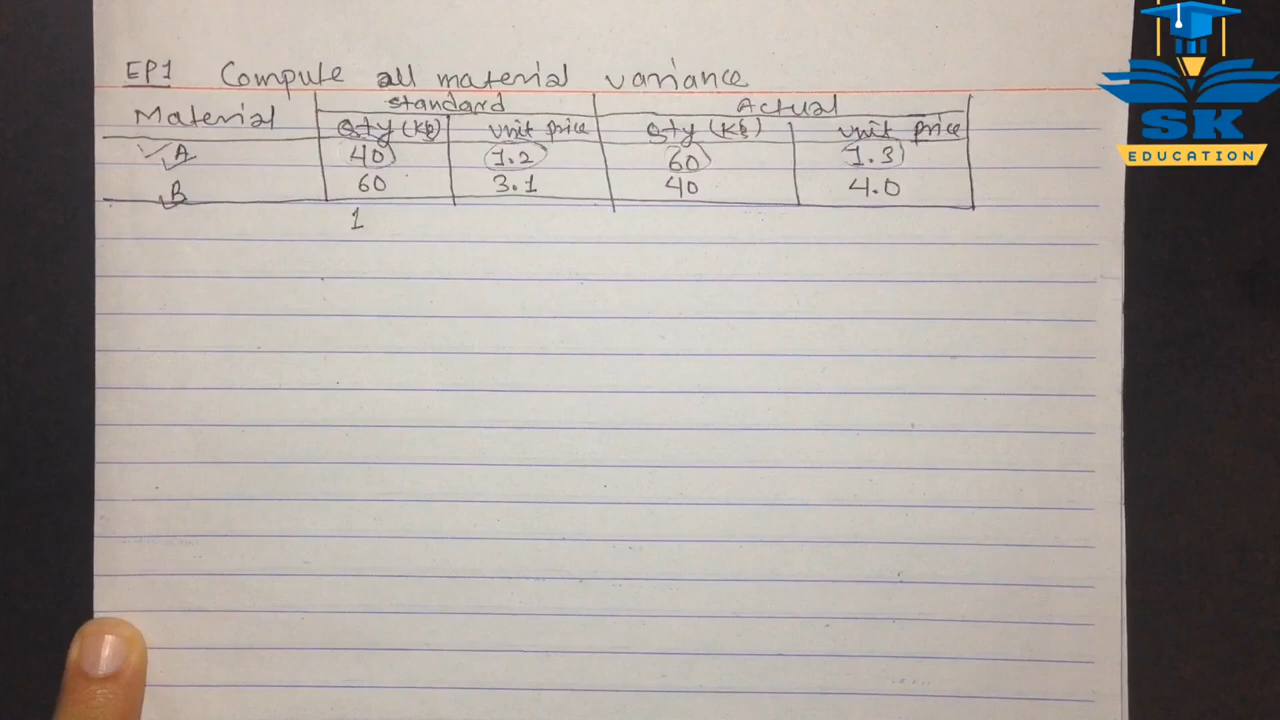 EP1 Compute all material variance
Material Standard Actual
Qty (Kg) unit price Qty (Kg) unit price
A 40 1.2 60 1.3
B 60 3.1 40 4.0
1
SK
EDUCATION